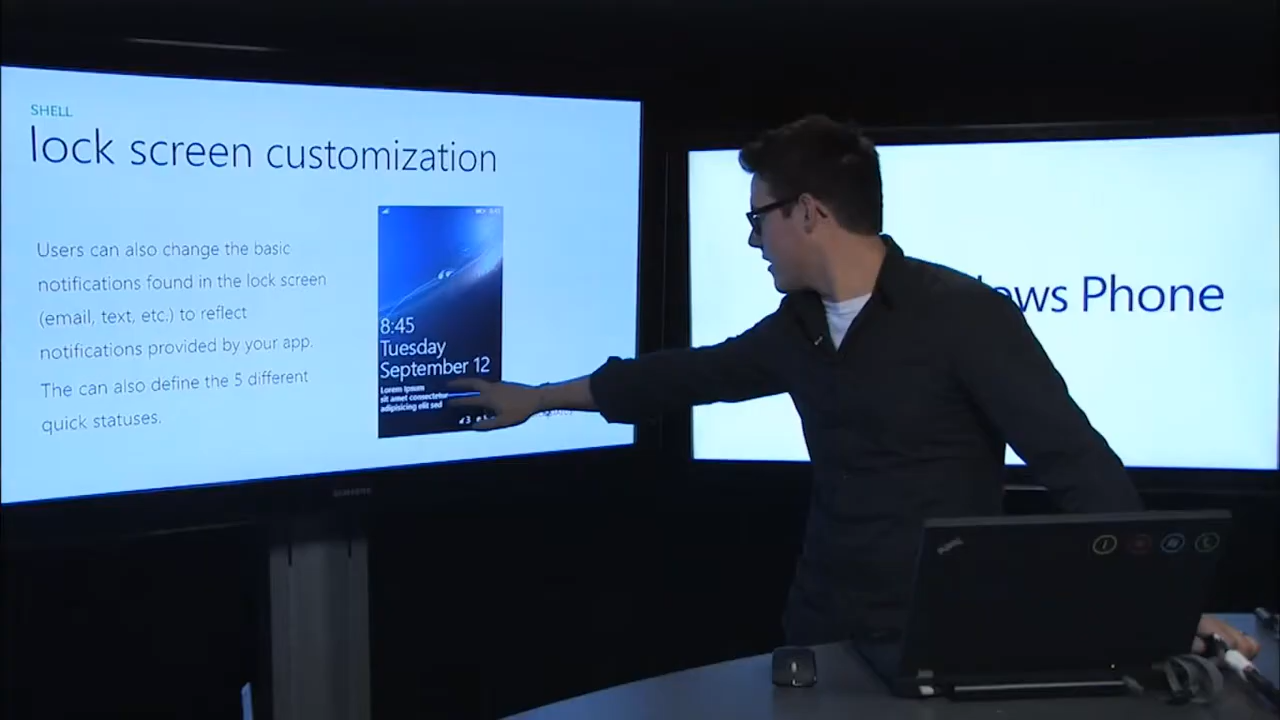 SHELL
lock screen customization
Users can also change the basic
notifications found in the lock screen
(email, text, etc.) to reflect
notifications provided by your app.
The can also define the 5 different
quick statuses.
8:45
Tuesday
September 12
Lorem ipsum
sit amet consectetur
adipisicing elit sed
3
Phone
SAMSUNG